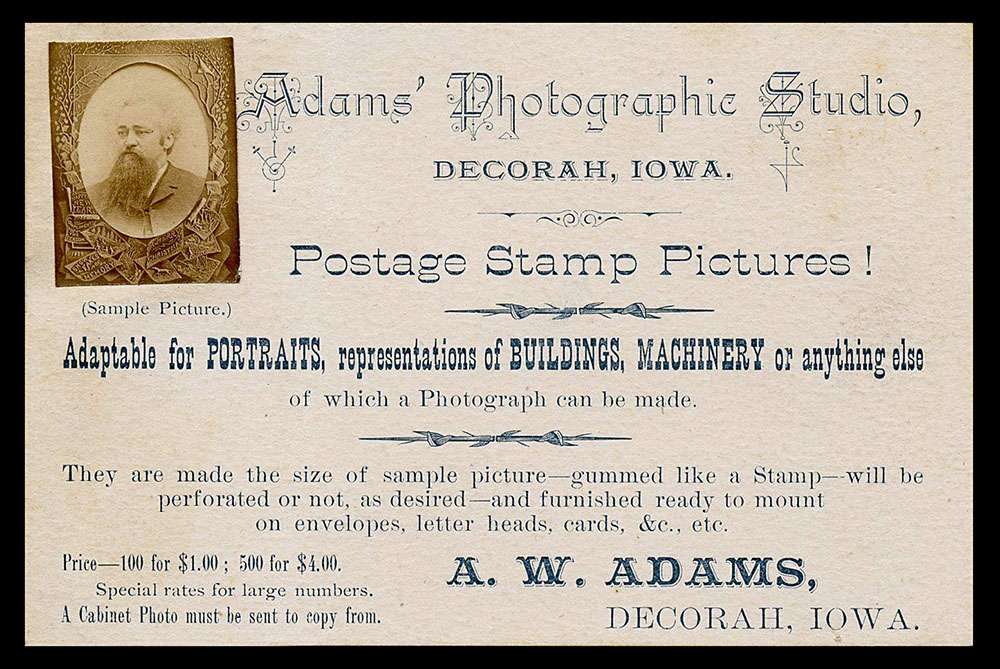 Adams' Photographic Studio,
DECORAH, IOWA.
Postage Stamp Pictures!
(Sample Picture.)
Adaptable for PORTRAITS, representations of BUILDINGS, MACHINERY or anything else
of which a Photograph can be made.
They are made the size of sample picture—gummed like a Stamp—will be
perforated or not, as desired—and furnished ready to mount
on envelopes, letter heads, cards, &c., etc.
Price—100 for $1.00; 500 for $4.00.
Special rates for large numbers.
A Cabinet Photo must be sent to copy from.
A. W. ADAMS,
DECORAH, IOWA.